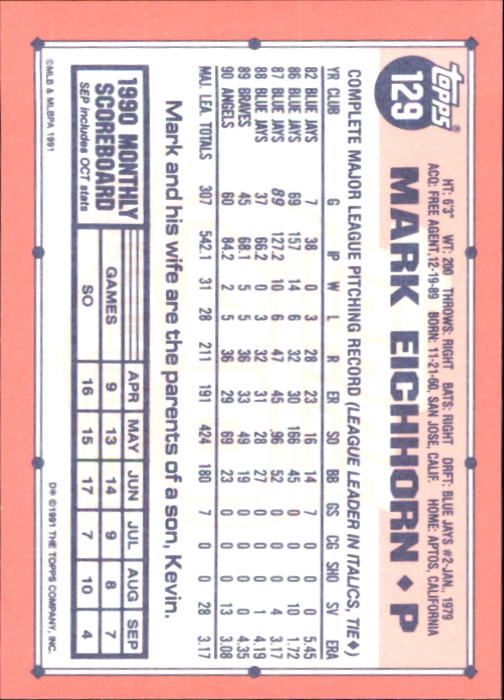 topps®
129
HT: 6'3" WT: 200 THROWS: RIGHT BATS: RIGHT DRFT: BLUE JAYS #2-JAN., 1979
ACQ: FREE AGENT, 12-19-89 BORN: 11-21-60, SAN JOSE, CALIF. HOME: APTOS, CALIFORNIA
MARK EICHHORN ♦ P
COMPLETE MAJOR LEAGUE PITCHING RECORD (LEAGUE LEADER IN ITALICS, TIE♦)
YR CLUB G IP W L R ER SO BB GS CG SHO SV ERA
82 BLUE JAYS 7 38 0 3 28 23 16 14 7 0 0 0 5.45
86 BLUE JAYS 69 157 14 6 32 30 166 45 0 0 0 10 1.72
87 BLUE JAYS 89 127.2 10 6 47 45 96 52 0 0 0 4 3.17
88 BLUE JAYS 37 66.2 0 3 32 31 28 27 0 0 0 1 4.19
89 BRAVES 45 68.1 5 5 36 33 49 19 0 0 0 0 4.35
90 ANGELS 60 84.2 2 5 36 29 69 23 0 0 0 13 3.08
MAJ. LEA. TOTALS 307 542.1 31 28 211 191 424 180 7 0 0 28 3.17
Mark and his wife are the parents of a son, Kevin.
1990 MONTHLY
SCOREBOARD
SEP includes OCT stats
APR MAY JUN JUL AUG SEP
GAMES 9 13 14 9 8 7
SO 16 15 17 7 10 4
©MLB & MLBPA 1991
D* ©1991 THE TOPPS COMPANY, INC.